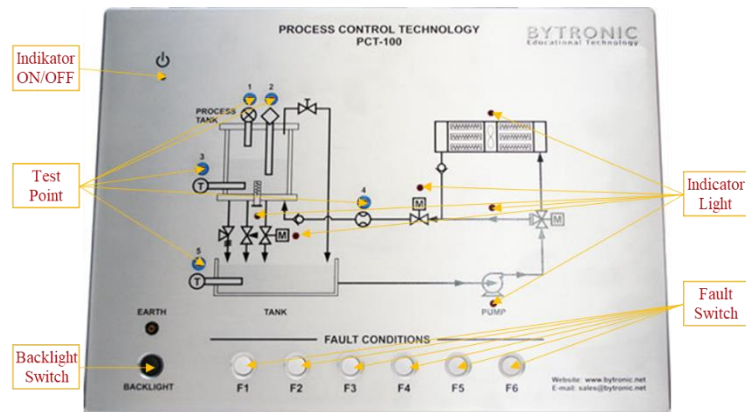 PROCESS CONTROL TECHNOLOGY
PCT-100
BYTRONIC
Educational Technology
Indikator
ON/OFF
1
2
PROCESS
TANK
Test
Point
3
T
4
M
M
M
Indicator
Light
5
T
TANK
PUMP
Fault
Switch
EARTH
FAULT CONDITIONS
Backlight
Switch
BACKLIGHT
F1
F2
F3
F4
F5
F6
Website: www.bytronic.net
E-mail: sales@bytronic.net